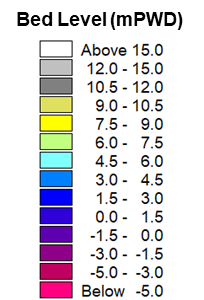 Bed Level (mPWD)
Above 15.0
12.0 - 15.0
10.5 - 12.0
9.0 - 10.5
7.5 - 9.0
6.0 - 7.5
4.5 - 6.0
3.0 - 4.5
1.5 - 3.0
0.0 - 1.5
-1.5 - 0.0
-3.0 - -1.5
-5.0 - -3.0
Below -5.0